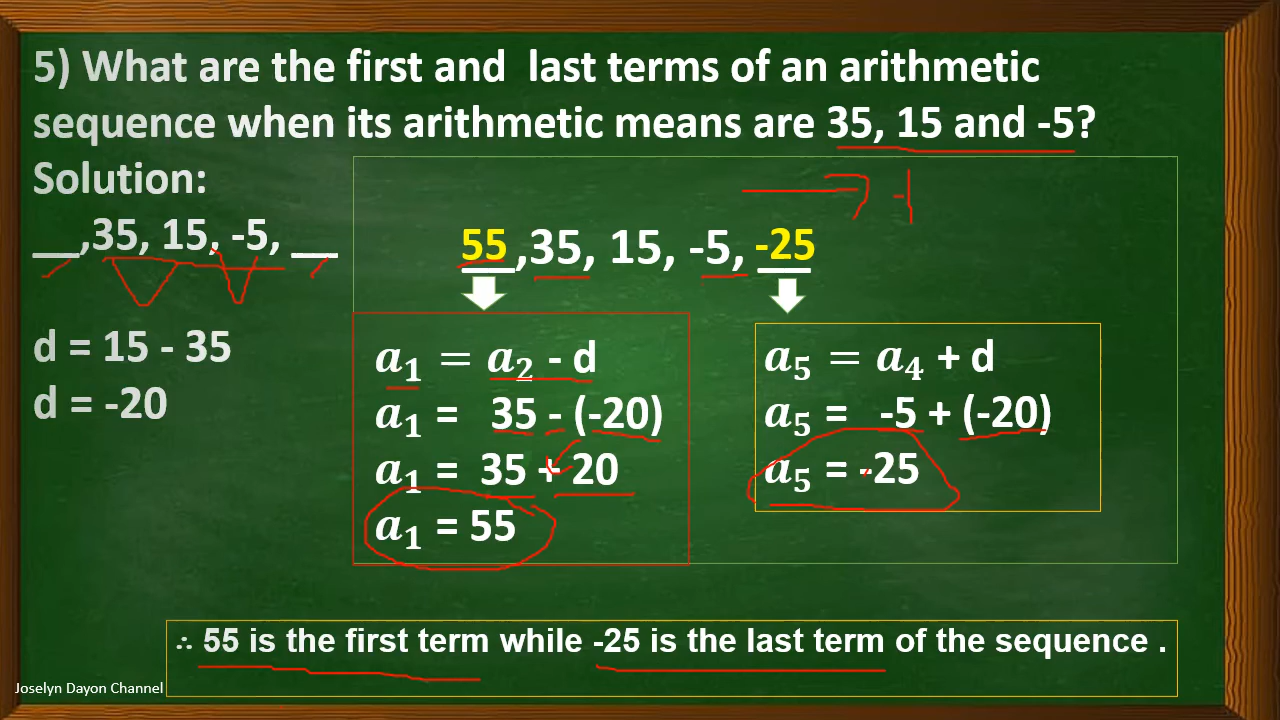 5) What are the first and last terms of an arithmetic
sequence when its arithmetic means are 35, 15 and -5?
Solution:
__,35, 15, -5, __
d = 15 - 35
d = -20
55,35, 15, -5, -25
a₁ = a₂ - d
a₁ = 35 - (-20)
a₁ = 35 + 20
a₁ = 55
a₅ = a₄ + d
a₅ = -5 + (-20)
a₅ = -25
∴ 55 is the first term while -25 is the last term of the sequence .
Joselyn Dayon Channel